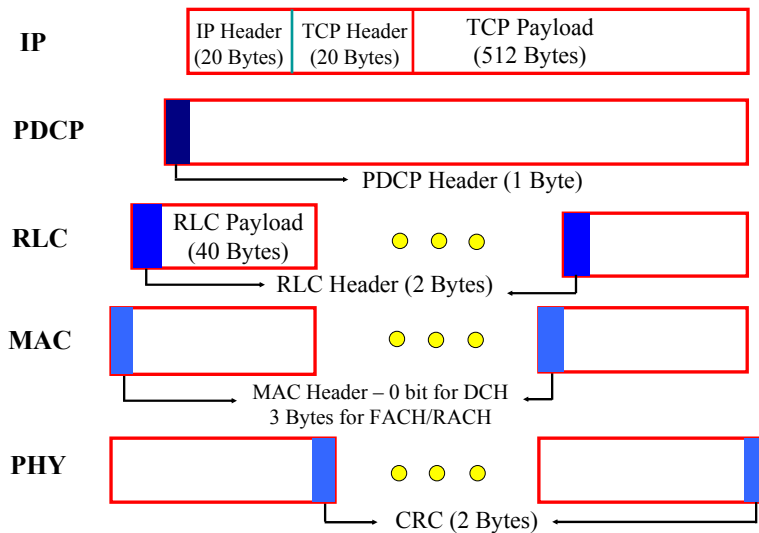 IP
IP Header
(20 Bytes)
TCP Header
(20 Bytes)
TCP Payload
(512 Bytes)
PDCP
PDCP Header (1 Byte)
RLC
RLC Payload
(40 Bytes)
RLC Header (2 Bytes)
MAC
MAC Header – 0 bit for DCH
3 Bytes for FACH/RACH
PHY
CRC (2 Bytes)